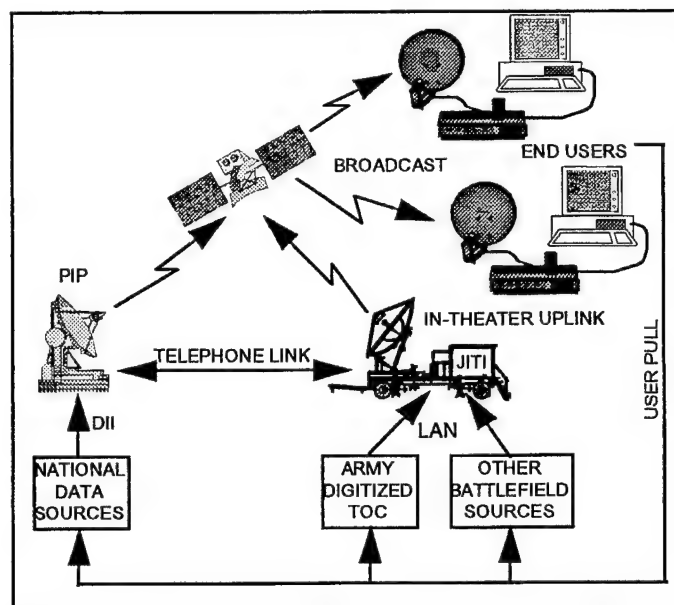 END USERS
BROADCAST
PIP
IN-THEATER UPLINK
TELEPHONE LINK
JITI
USER PULL
DII
LAN
NATIONAL
DATA
SOURCES
ARMY
DIGITIZED
TOC
OTHER
BATTLEFIELD
SOURCES